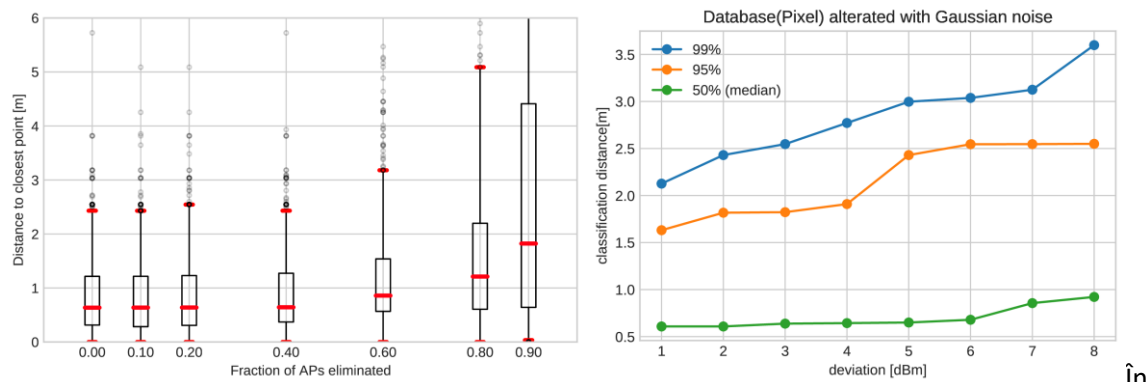 6
5
4
3
2
1
0
Distance to closest point [m]
0.00 0.10 0.20 0.40 0.60 0.80 0.90
Fraction of APs eliminated
Database(Pixel) alterated with Gaussian noise
99%
95%
50% (median)
3.5
3.0
2.5
2.0
1.5
1.0
0.5
classification distance[m]
1 2 3 4 5 6 7 8
deviation [dBm]
În